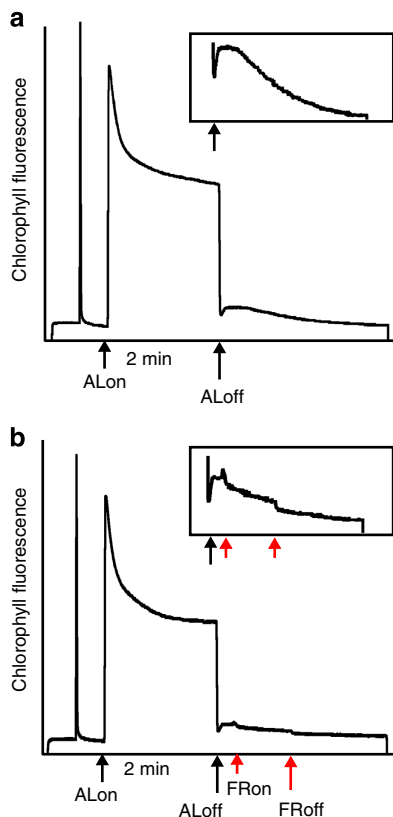 a
Chlorophyll fluorescence
2 min
ALon
ALoff
b
Chlorophyll fluorescence
2 min
FRon
ALon
ALoff
FRoff